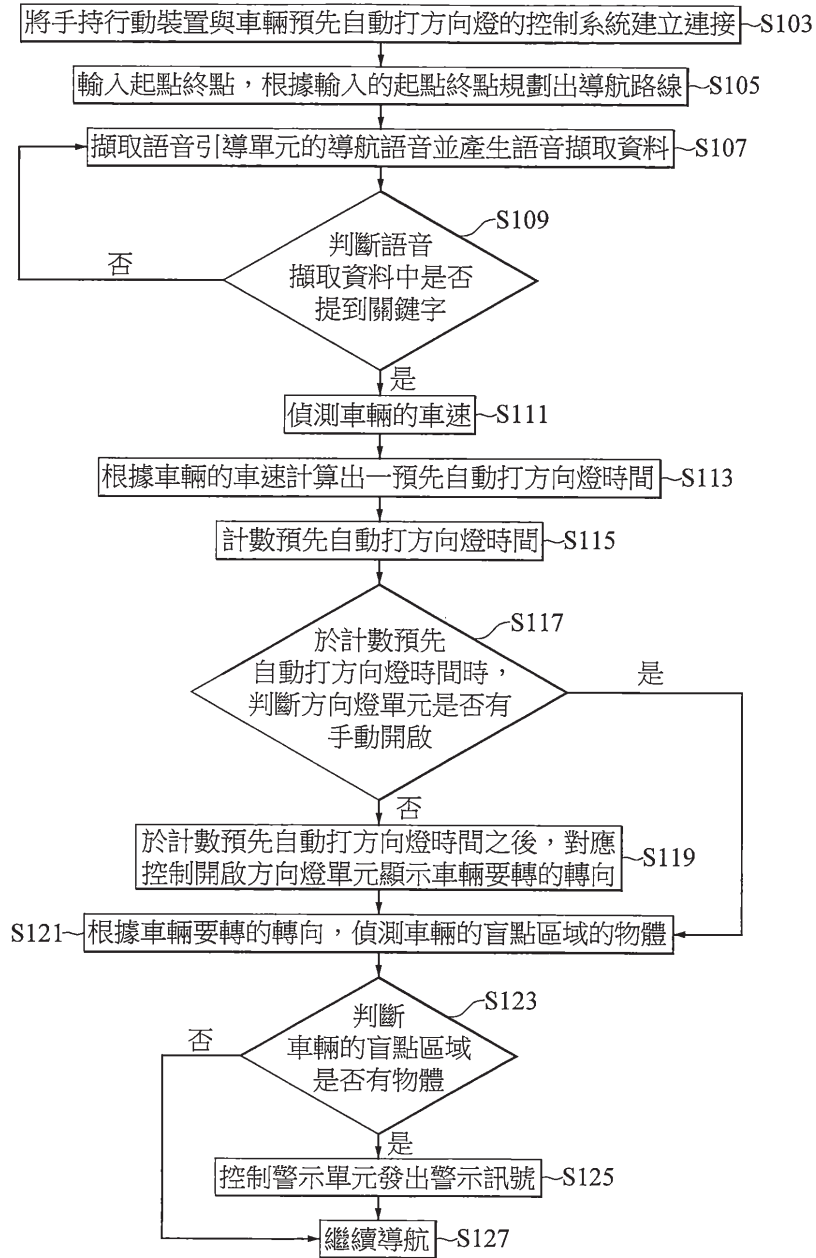 將手持行動裝置與車輛預先自動打方向燈的控制系統建立連接 S103
輸入起點終點，根據輸入的起點終點規劃出導航路線 S105
擷取語音引導單元的導航語音並產生語音擷取資料 S107
S109
判斷語音
擷取資料中是否
提到關鍵字
否
是
偵測車輛的車速 S111
根據車輛的車速計算出一預先自動打方向燈時間 S113
計數預先自動打方向燈時間 S115
S117
於計數預先
自動打方向燈時間時，
判斷方向燈單元是否有
手動開啟
是
否
於計數預先自動打方向燈時間之後，對應
控制開啟方向燈單元顯示車輛要轉的轉向
S119
S121 根據車輛要轉的轉向，偵測車輛的盲點區域的物體
S123
判斷
車輛的盲點區域
是否有物體
否
是
控制警示單元發出警示訊號 S125
繼續導航 S127